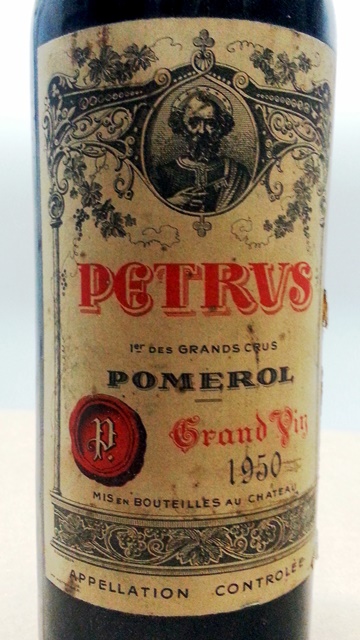 PETRVS
1er DES GRANDS CRUS
POMEROL
P.
Grand Vin
1950
MIS EN BOUTEILLES AU CHATEAU
APPELLATION CONTROLÉE